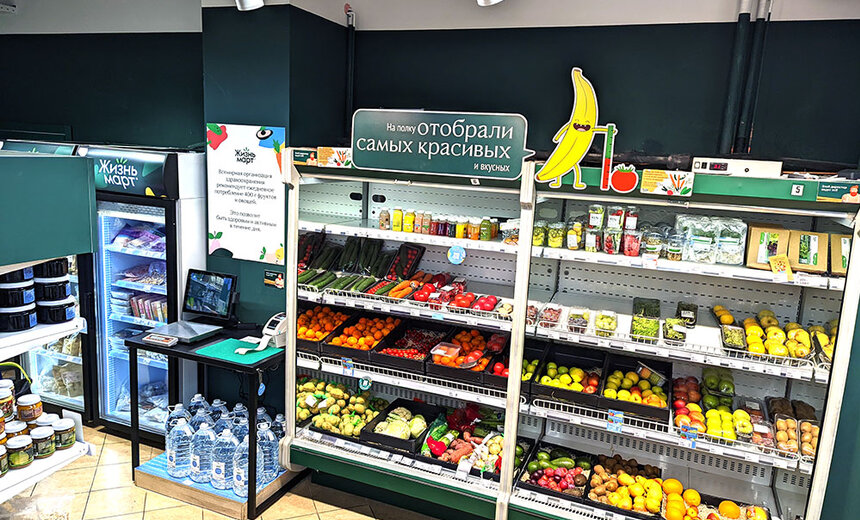 Жизнь
март
Жизнь
март
Всемирная организация
здравоохранения
рекомендует ежедневное
потребление 400 г фруктов
и овощей.
Это позволит
быть здоровым и активным
в течение дня.
На полку отобрали
самых красивых
и вкусных
5